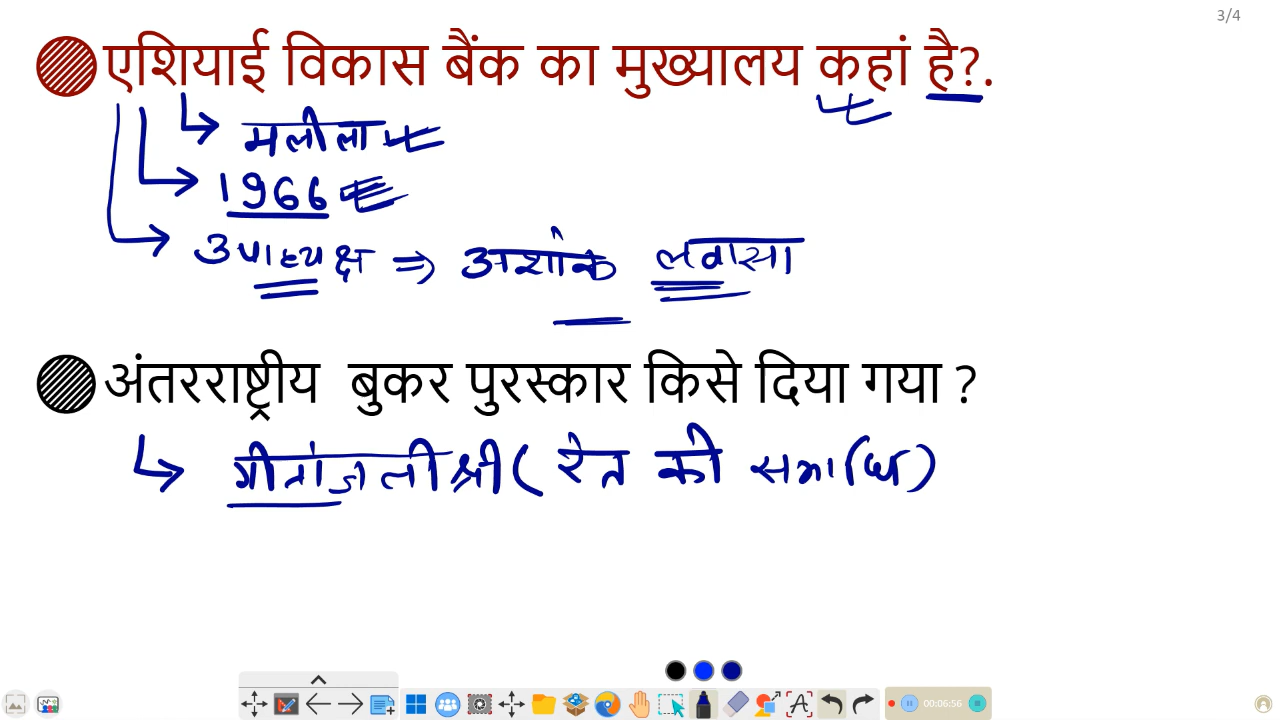 3/4
एशियाई विकास बैंक का मुख्यालय कहां है?.
मलीला
1966
उपाध्यक्ष ⇒ अशोक लवासा
अंतरराष्ट्रीय बुकर पुरस्कार किसे दिया गया ?
गीतांजलीश्री ( रेत की समाधि )
00:06:56